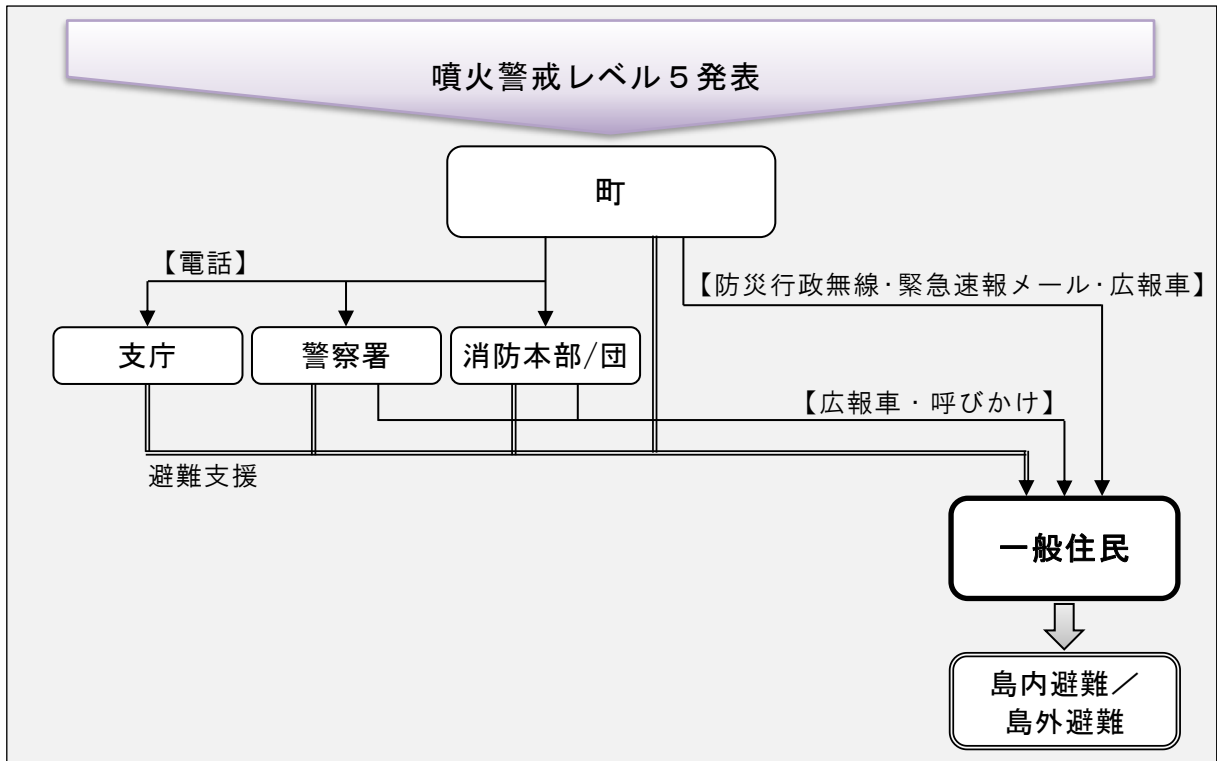 噴火警戒レベル５発表
町
【電話】
【防災行政無線・緊急速報メール・広報車】
支庁
警察署
消防本部/団
【広報車・呼びかけ】
避難支援
一般住民
島内避難／
島外避難